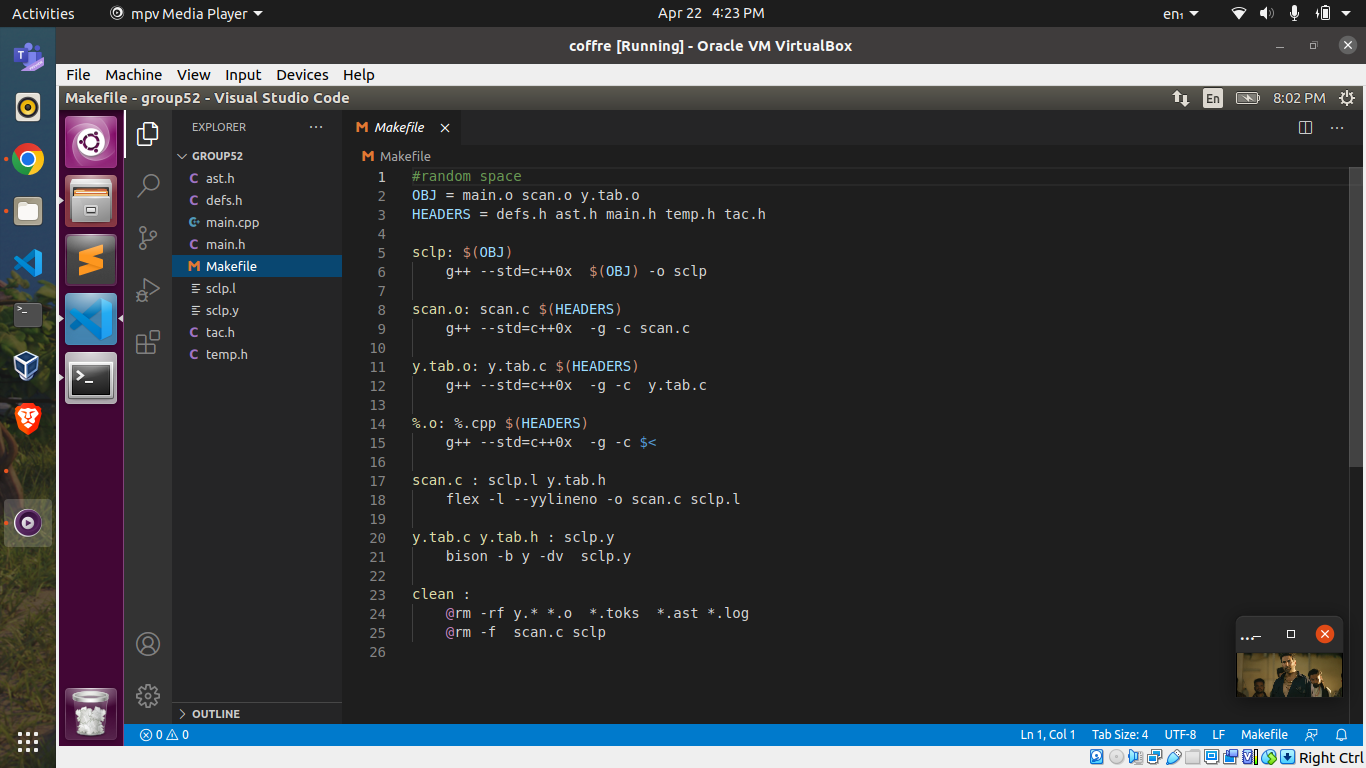 Activities
mpv Media Player
Apr 22 4:23 PM
en₁
coffre [Running] - Oracle VM VirtualBox
File Machine View Input Devices Help
Makefile - group52 - Visual Studio Code
En
8:02 PM
EXPLORER
GROUP52
ast.h
defs.h
main.cpp
main.h
Makefile
sclp.l
sclp.y
tac.h
temp.h
OUTLINE
Makefile
Makefile
1 #random space
2 OBJ = main.o scan.o y.tab.o
3 HEADERS = defs.h ast.h main.h temp.h tac.h
4
5 sclp: $(OBJ)
6     g++ --std=c++0x  $(OBJ) -o sclp
7
8 scan.o: scan.c $(HEADERS)
9     g++ --std=c++0x  -g -c scan.c
10
11 y.tab.o: y.tab.c $(HEADERS)
12     g++ --std=c++0x  -g -c  y.tab.c
13
14 %.o: %.cpp $(HEADERS)
15     g++ --std=c++0x  -g -c $<
16
17 scan.c : sclp.l y.tab.h
18     flex -l --yylineno -o scan.c sclp.l
19
20 y.tab.c y.tab.h : sclp.y
21     bison -b y -dv  sclp.y
22
23 clean :
24     @rm -rf y.* *.o  *.toks  *.ast *.log
25     @rm -f  scan.c sclp
26
0 0
Ln 1, Col 1
Tab Size: 4
UTF-8
LF
Makefile
Right Ctrl